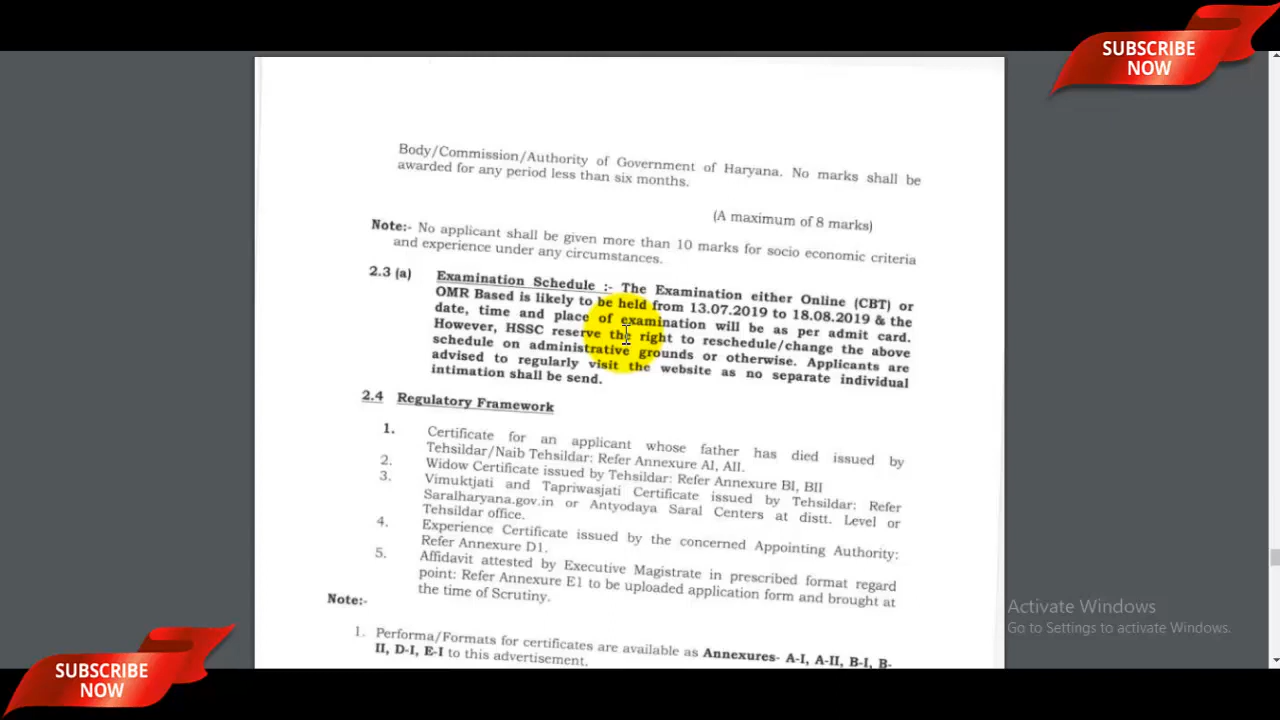 SUBSCRIBE
NOW
Body/Commission/Authority of Government of Haryana. No marks shall be
awarded for any period less than six months.
(A maximum of 8 marks)
Note:- No applicant shall be given more than 10 marks for socio economic criteria
and experience under any circumstances.
2.3 (a) Examination Schedule :- The Examination either Online (CBT) or
OMR Based is likely to be held from 13.07.2019 to 18.08.2019 & the
date, time and place of examination will be as per admit card.
However, HSSC reserve the right to reschedule/change the above
schedule on administrative grounds or otherwise. Applicants are
advised to regularly visit the website as no separate individual
intimation shall be send.
2.4 Regulatory Framework
1. Certificate for an applicant whose father has died issued by
Tehsildar/Naib Tehsildar: Refer Annexure AI, AII.
2. Widow Certificate issued by Tehsildar: Refer Annexure BI, BII
3. Vimuktjati and Tapriwasjati Certificate issued by Tehsildar: Refer
Saralharyana.gov.in or Antyodaya Saral Centers at distt. Level or
Tehsildar office.
4. Experience Certificate issued by the concerned Appointing Authority:
Refer Annexure D1.
5. Affidavit attested by Executive Magistrate in prescribed format regard
point: Refer Annexure E1 to be uploaded application form and brought at
the time of Scrutiny.
Note:-
1. Performa/Formats for certificates are available as Annexures- A-I, A-II, B-I, B-
II, D-I, E-I to this advertisement.
Activate Windows
Go to Settings to activate Windows.
SUBSCRIBE
NOW